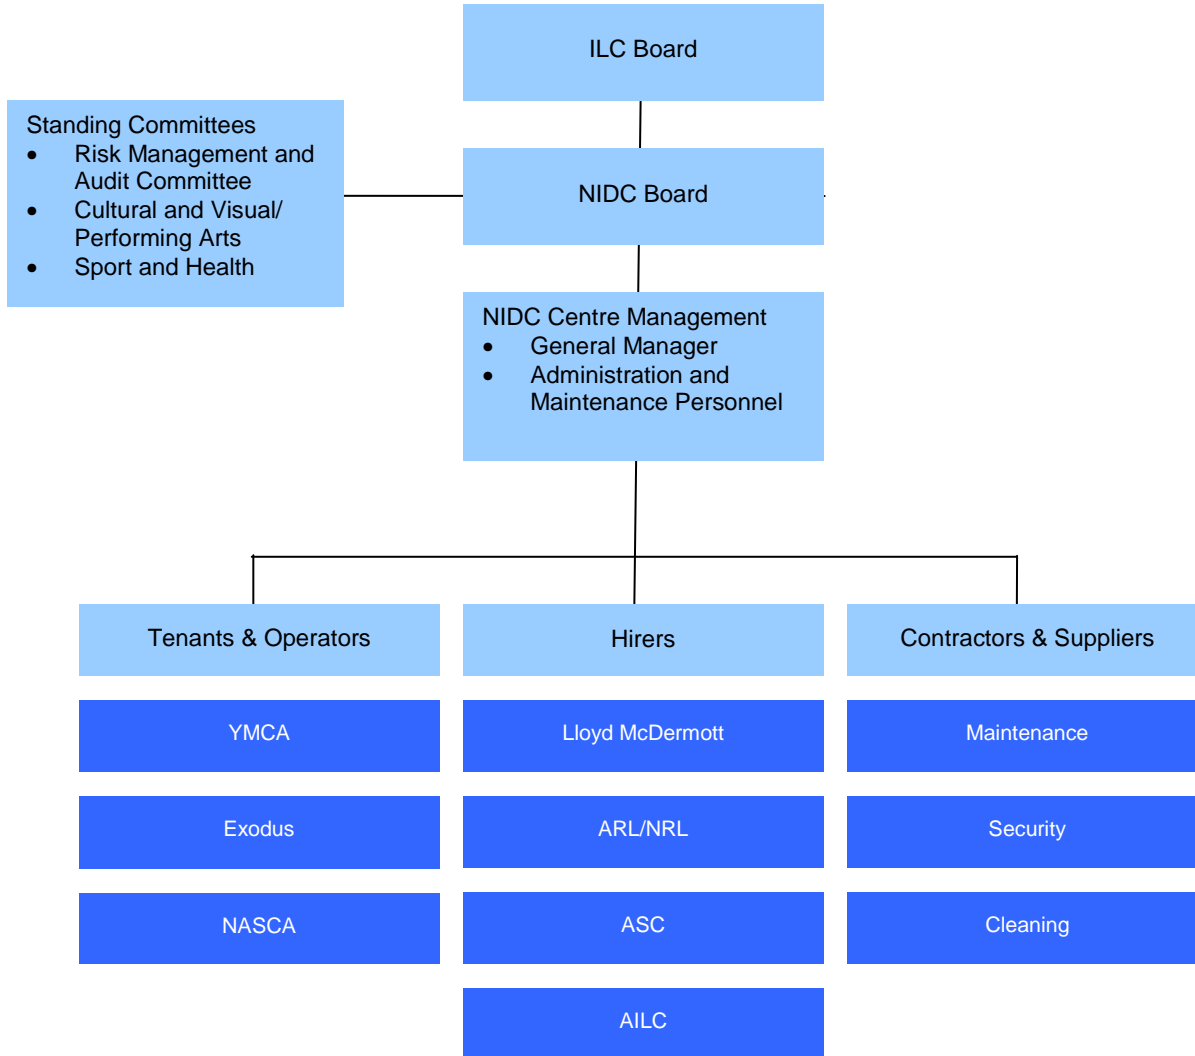 ILC Board
Standing Committees
• Risk Management and
Audit Committee
• Cultural and Visual/
Performing Arts
• Sport and Health
NIDC Board
NIDC Centre Management
• General Manager
• Administration and
Maintenance Personnel
Tenants & Operators
Hirers
Contractors & Suppliers
YMCA
Lloyd McDermott
Maintenance
Exodus
ARL/NRL
Security
NASCA
ASC
Cleaning
AILC